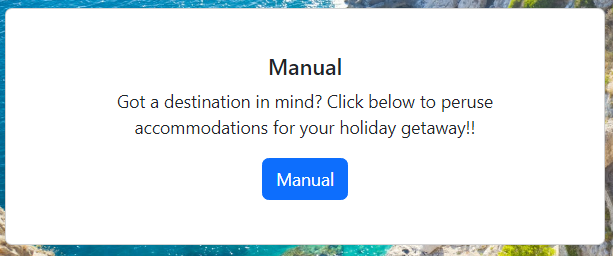 Manual
Got a destination in mind? Click below to peruse
accommodations for your holiday getaway!!
Manual